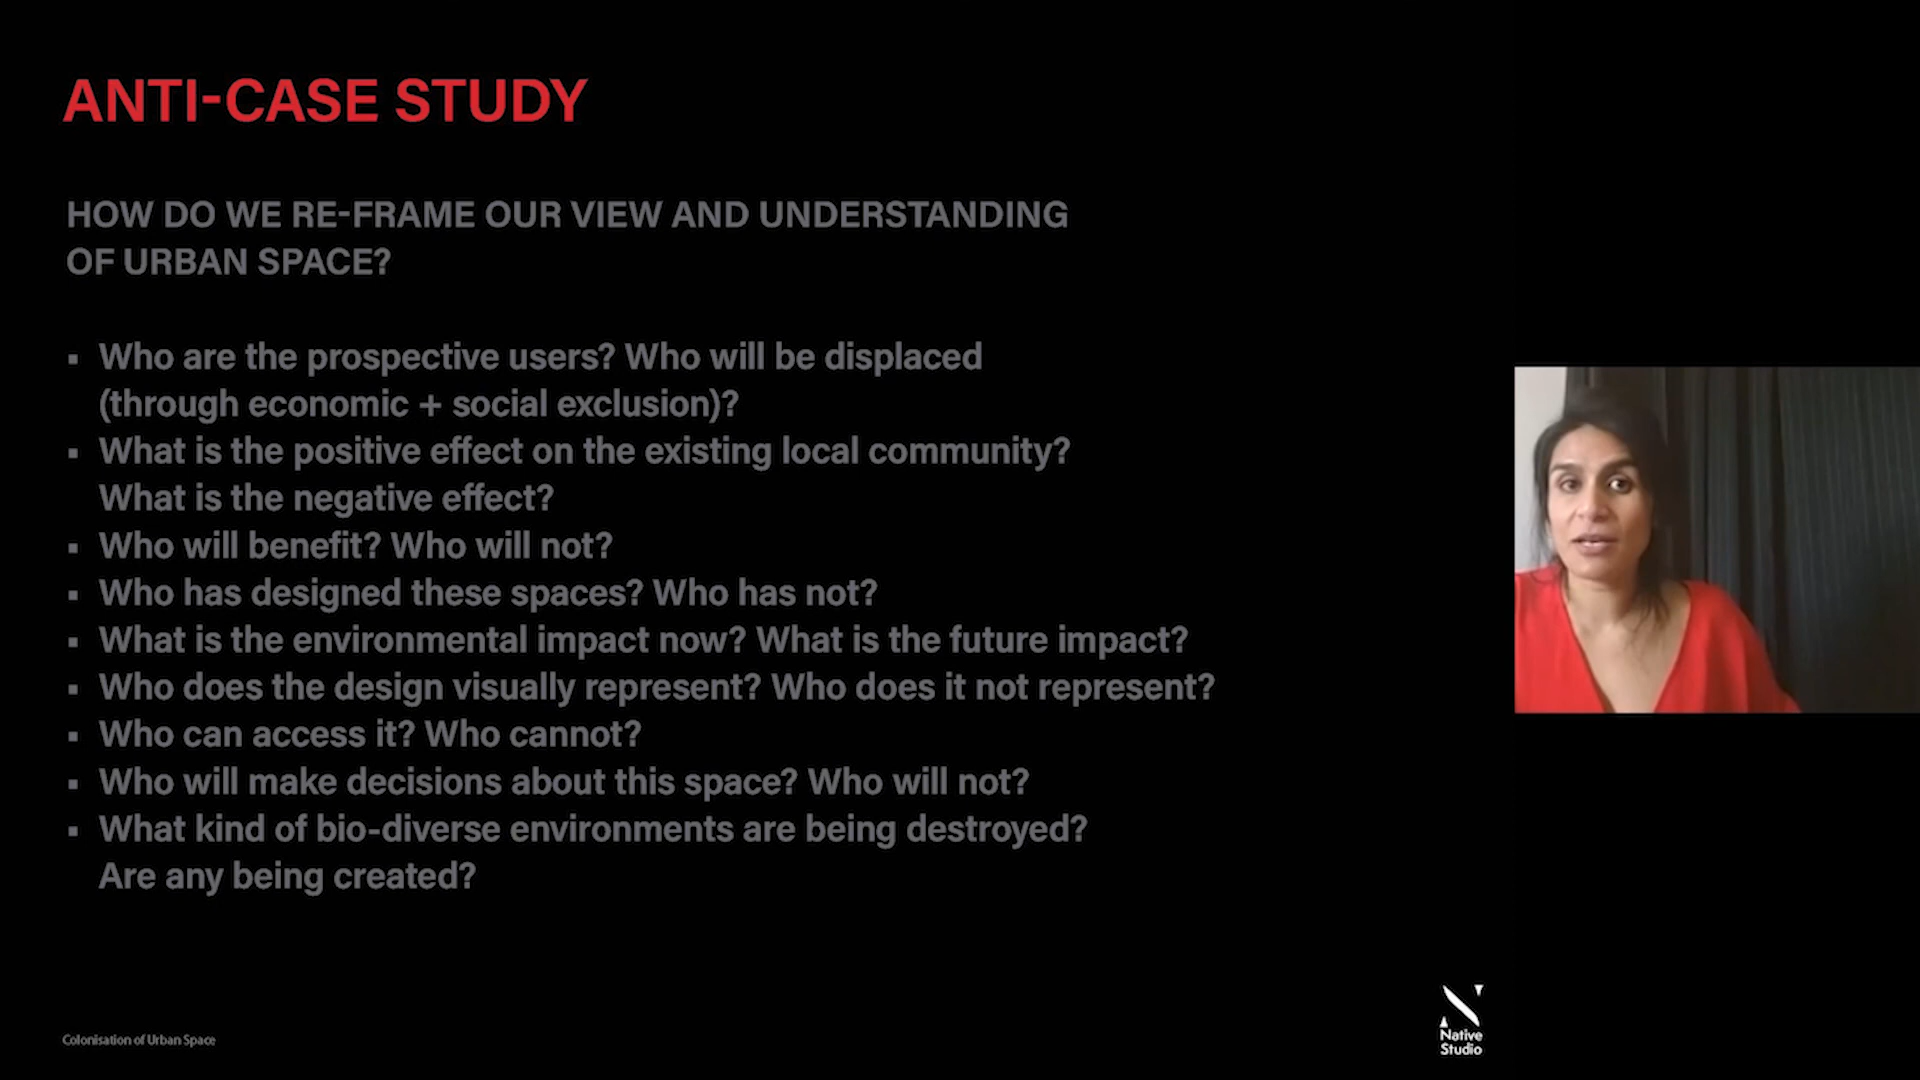 ANTI-CASE STUDY
HOW DO WE RE-FRAME OUR VIEW AND UNDERSTANDING
OF URBAN SPACE?
▪ Who are the prospective users? Who will be displaced
(through economic + social exclusion)?
▪ What is the positive effect on the existing local community?
What is the negative effect?
▪ Who will benefit? Who will not?
▪ Who has designed these spaces? Who has not?
▪ What is the environmental impact now? What is the future impact?
▪ Who does the design visually represent? Who does it not represent?
▪ Who can access it? Who cannot?
▪ Who will make decisions about this space? Who will not?
▪ What kind of bio-diverse environments are being destroyed?
Are any being created?
Colonisation of Urban Space
Native
Studio